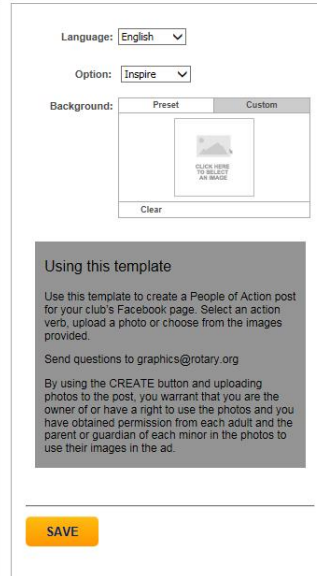 Language: English
Option: Inspire
Background: Preset Custom
CLICK HERE
TO SELECT
AN IMAGE
Clear
Using this template
Use this template to create a People of Action post
for your club's Facebook page. Select an action
verb, upload a photo or choose from the images
provided.
Send questions to graphics@rotary.org
By using the CREATE button and uploading
photos to the post, you warrant that you are the
owner of or have a right to use the photos and you
have obtained permission from each adult and the
parent or guardian of each minor in the photos to
use their images in the ad.
SAVE